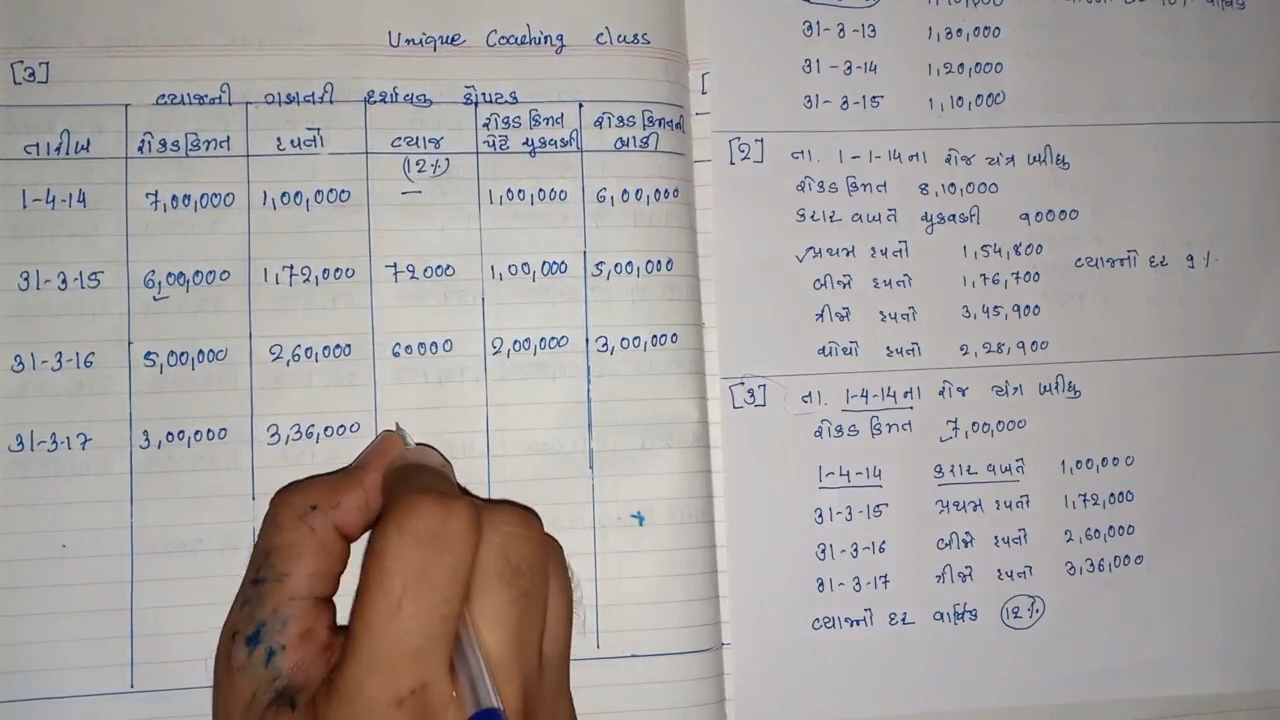 Unique Coaching Class
[3]
વ્યાજની ગણતરી દર્શાવતુ કોષ્ટક
તારીખ રોકડકિંમત હપ્તો વ્યાજ (12%) રોકડ કિંમત પેટે ચૂકવણી રોકડ કિંમતની બાકી
1-4-14 7,00,000 1,00,000 — 1,00,000 6,00,000
31-3-15 6,00,000 1,72,000 72000 1,00,000 5,00,000
31-3-16 5,00,000 2,60,000 60000 2,00,000 3,00,000
31-3-17 3,00,000 3,36,000
31-3-13 1,30,000
31-3-14 1,20,000
31-3-15 1,10,000
[2] તા. 1-1-14ના રોજ યંત્ર ખરીદ્યુ
રોકડ કિંમત 8,10,000
કરાર વખતે ચૂકવણી 90000
પ્રથમ હપ્તો 1,54,800
બીજો હપ્તો 1,76,700 વ્યાજનો દર 9%.
ત્રીજો હપ્તો 3,45,900
ચોથો હપ્તો 2,28,900
[3] તા. 1-4-14ના રોજ યંત્ર ખરીદ્યુ
રોકડ કિંમત 7,00,000
1-4-14 કરાર વખતે 1,00,000
31-3-15 પ્રથમ હપ્તો 1,72,000
31-3-16 બીજો હપ્તો 2,60,000
31-3-17 ત્રીજો હપ્તો 3,36,000
વ્યાજનો દર વાર્ષિક 12%